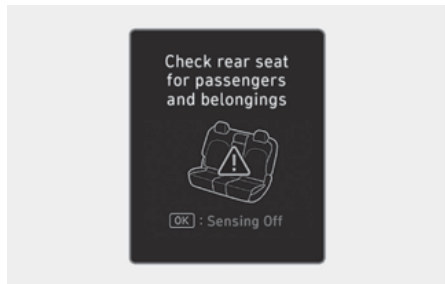 Check rear seat
for passengers
and belongings
OK : Sensing Off